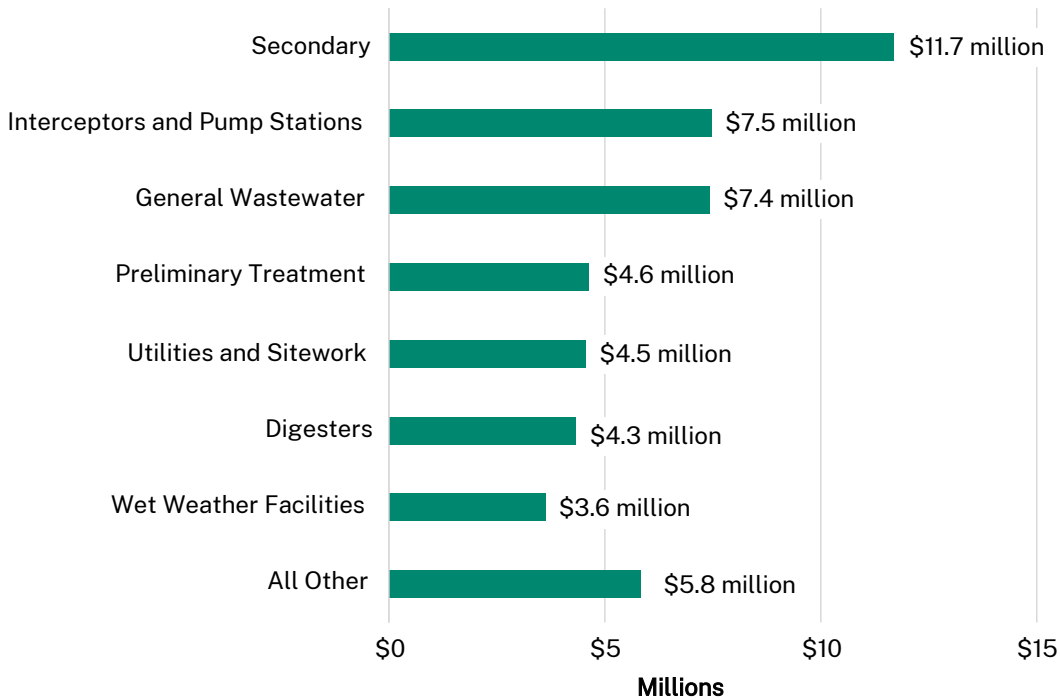 Secondary $11.7 million
Interceptors and Pump Stations $7.5 million
General Wastewater $7.4 million
Preliminary Treatment $4.6 million
Utilities and Sitework $4.5 million
Digesters $4.3 million
Wet Weather Facilities $3.6 million
All Other $5.8 million
$0 $5 $10 $15
Millions